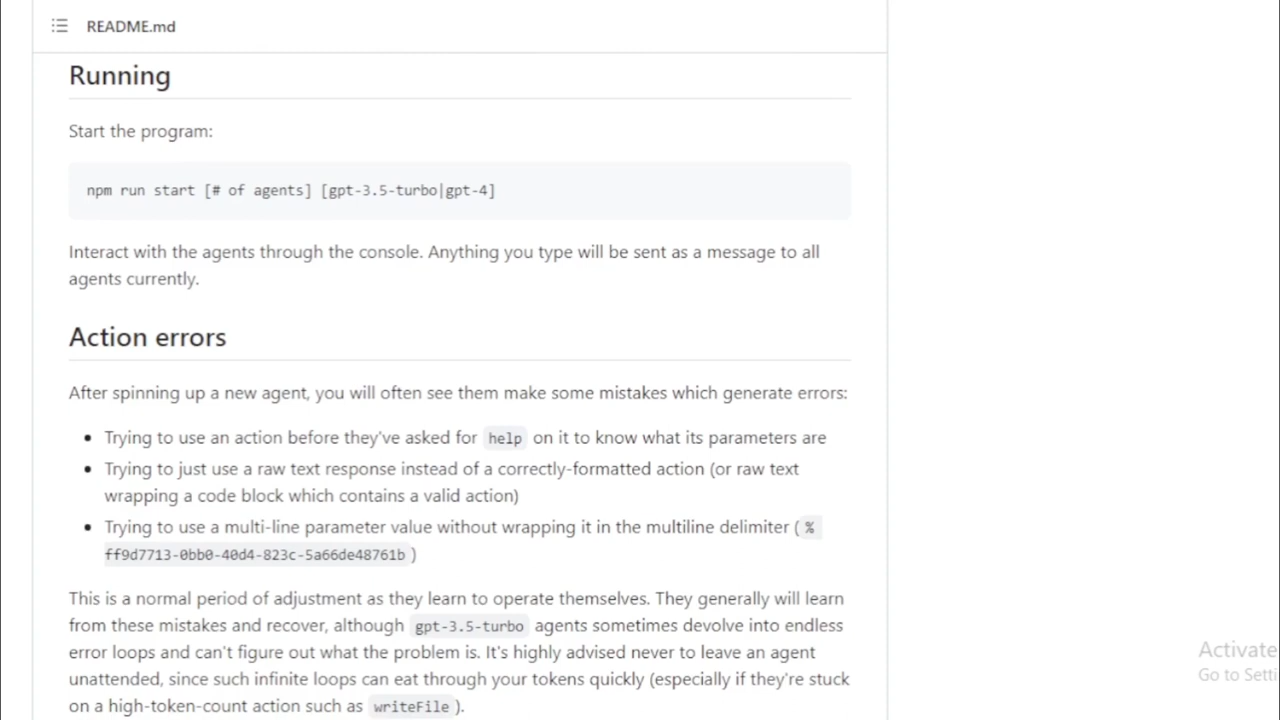 README.md
Running
Start the program:
npm run start [# of agents] [gpt-3.5-turbo|gpt-4]
Interact with the agents through the console. Anything you type will be sent as a message to all
agents currently.
Action errors
After spinning up a new agent, you will often see them make some mistakes which generate errors:
Trying to use an action before they've asked for help on it to know what its parameters are
Trying to just use a raw text response instead of a correctly-formatted action (or raw text
wrapping a code block which contains a valid action)
Trying to use a multi-line parameter value without wrapping it in the multiline delimiter ( %
ff9d7713-0bb0-40d4-823c-5a66de48761b )
This is a normal period of adjustment as they learn to operate themselves. They generally will learn
from these mistakes and recover, although gpt-3.5-turbo agents sometimes devolve into endless
error loops and can't figure out what the problem is. It's highly advised never to leave an agent
unattended, since such infinite loops can eat through your tokens quickly (especially if they're stuck
on a high-token-count action such as writeFile ).
Activate
Go to Setti